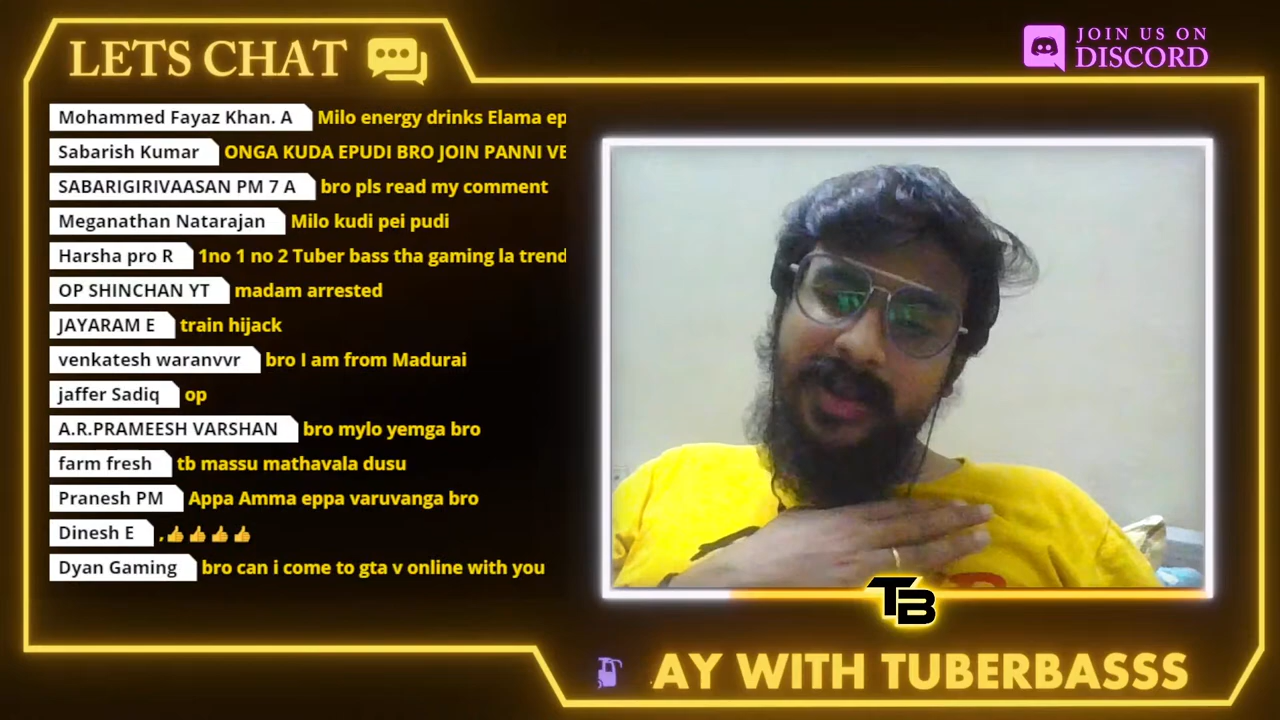 LETS CHAT
JOIN US ON
DISCORD
Mohammed Fayaz Khan. A Milo energy drinks Elama ep
Sabarish Kumar ONGA KUDA EPUDI BRO JOIN PANNI VE
SABARIGIRIVAASAN PM 7 A bro pls read my comment
Meganathan Natarajan Milo kudi pei pudi
Harsha pro R 1no 1 no 2 Tuber bass tha gaming la trend
OP SHINCHAN YT madam arrested
JAYARAM E train hijack
venkatesh waranvvr bro I am from Madurai
jaffer Sadiq op
A.R.PRAMEESH VARSHAN bro mylo yemga bro
farm fresh tb massu mathavala dusu
Pranesh PM Appa Amma eppa varuvanga bro
Dinesh E ,👍👍👍👍
Dyan Gaming bro can i come to gta v online with you
TB
AY WITH TUBERBASSS